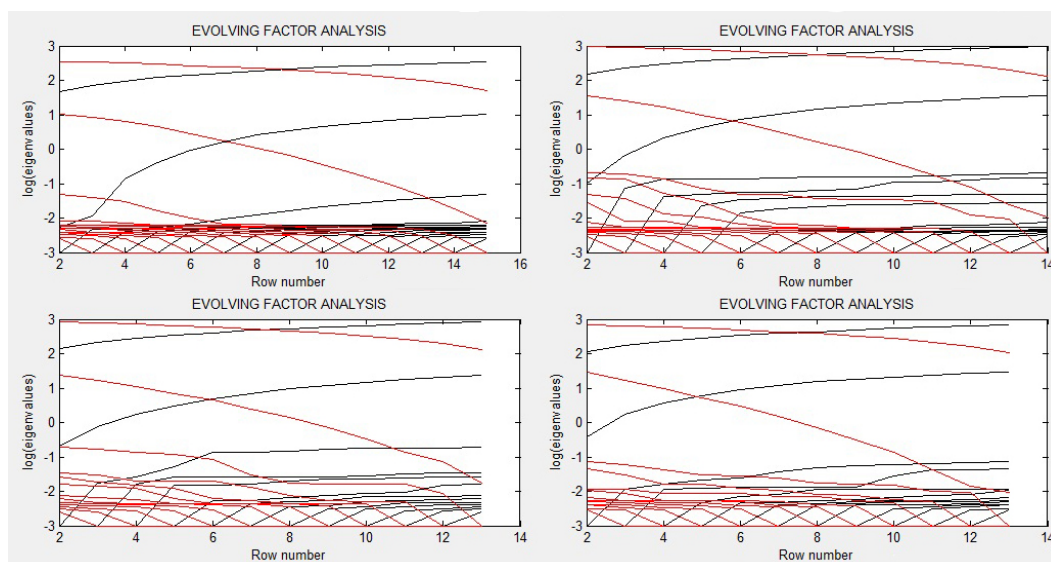 EVOLVING FACTOR ANALYSIS
3
2
1
0
-1
-2
-3
log(eigenvalues)
2 4 6 8 10 12 14 16
Row number
EVOLVING FACTOR ANALYSIS
3
2
1
0
-1
-2
-3
log(eigenvalues)
2 4 6 8 10 12 14
Row number
EVOLVING FACTOR ANALYSIS
3
2
1
0
-1
-2
-3
log(eigenvalues)
2 4 6 8 10 12 14
Row number
EVOLVING FACTOR ANALYSIS
3
2
1
0
-1
-2
-3
log(eigenvalues)
2 4 6 8 10 12 14
Row number